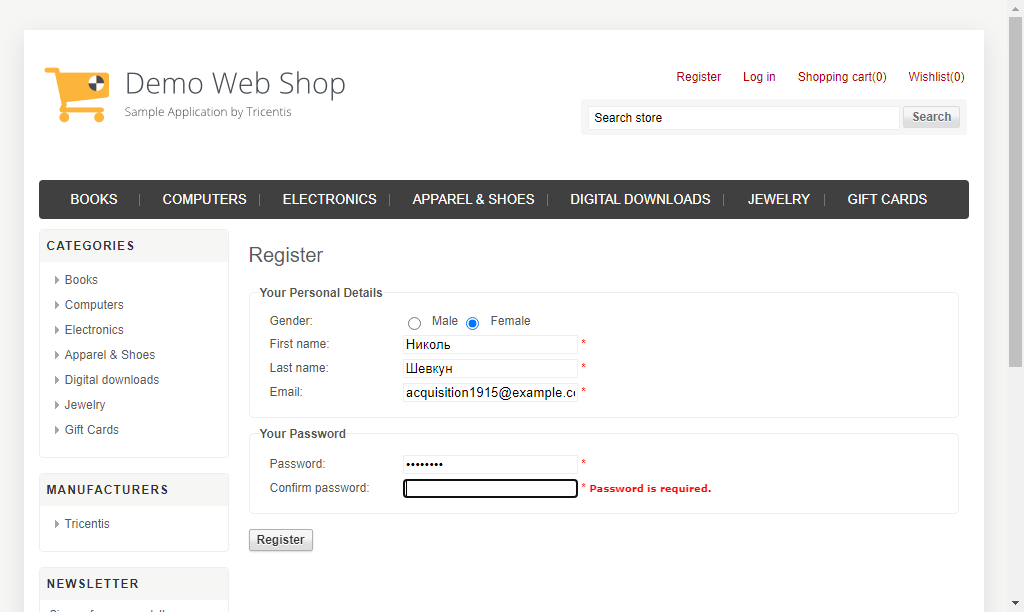 Demo Web Shop
Sample Application by Tricentis
Register Log in Shopping cart(0) Wishlist(0)
Search store Search
BOOKS COMPUTERS ELECTRONICS APPAREL & SHOES DIGITAL DOWNLOADS JEWELRY GIFT CARDS
CATEGORIES
Books
Computers
Electronics
Apparel & Shoes
Digital downloads
Jewelry
Gift Cards
MANUFACTURERS
Tricentis
NEWSLETTER
Register
Your Personal Details
Gender: Male Female
First name: Николь *
Last name: Шевкун *
Email: acquisition1915@example.c *
Your Password
Password: •••••••• *
Confirm password: * Password is required.
Register